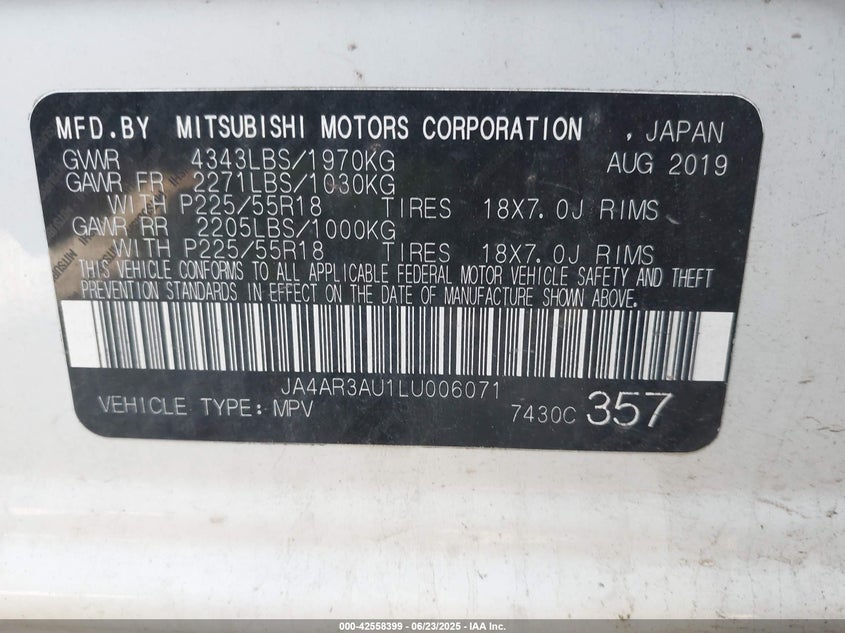 MFD.BY MITSUBISHI MOTORS CORPORATION , JAPAN
GVWR 4343LBS/1970KG AUG 2019
GAWR FR 2271LBS/1030KG
WITH P225/55R18 TIRES 18X7.0J RIMS
GAWR RR 2205LBS/1000KG
WITH P225/55R18 TIRES 18X7.0J RIMS
THIS VEHICLE CONFORMS TO ALL APPLICABLE FEDERAL MOTOR VEHICLE SAFETY AND THEFT
PREVENTION STANDARDS IN EFFECT ON THE DATE OF MANUFACTURE SHOWN ABOVE.
JA4AR3AU1LU006071
VEHICLE TYPE: MPV 7430C 357
000-42558399 - 06/23/2025 - IAA Inc.